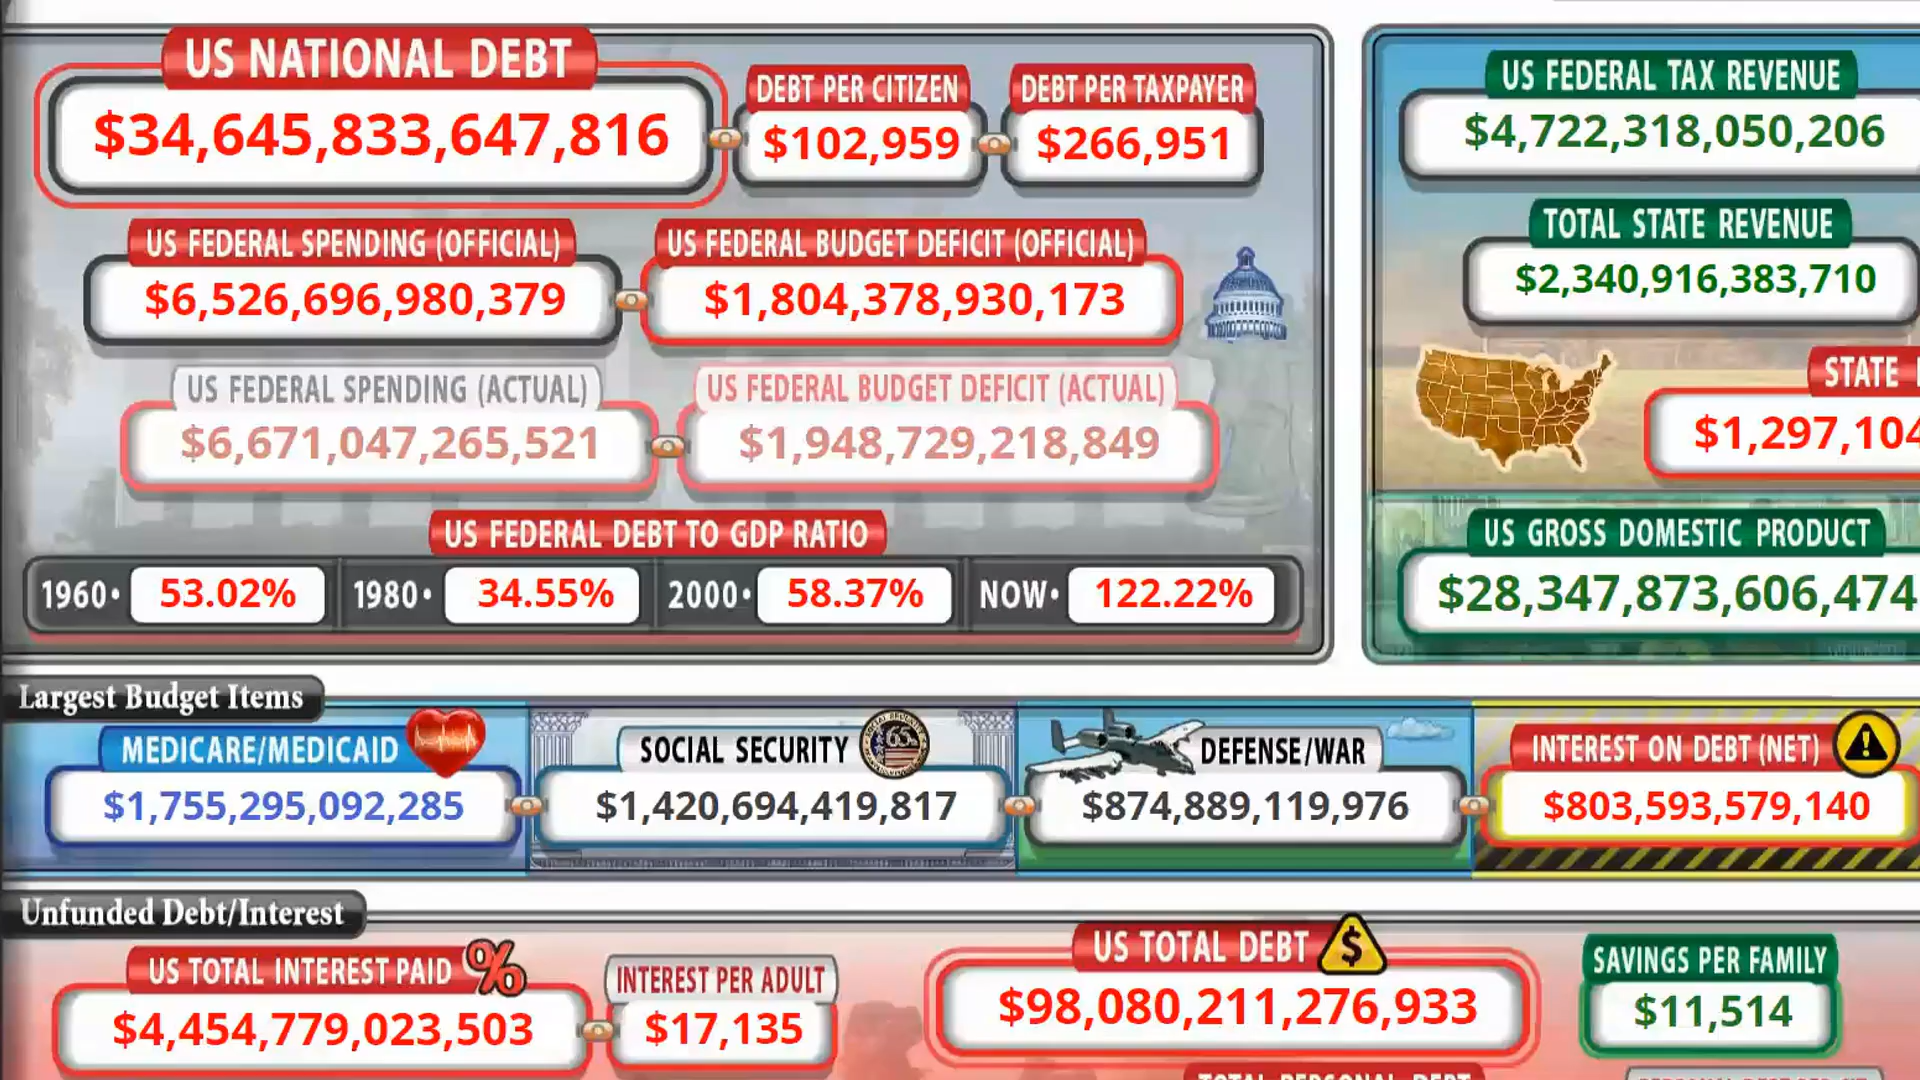 US NATIONAL DEBT
$34,645,833,647,816
DEBT PER CITIZEN
$102,959
DEBT PER TAXPAYER
$266,951
US FEDERAL SPENDING (OFFICIAL)
$6,526,696,980,379
US FEDERAL BUDGET DEFICIT (OFFICIAL)
$1,804,378,930,173
US FEDERAL SPENDING (ACTUAL)
$6,671,047,265,521
US FEDERAL BUDGET DEFICIT (ACTUAL)
$1,948,729,218,849
US FEDERAL DEBT TO GDP RATIO
1960• 53.02% 1980• 34.55% 2000• 58.37% NOW• 122.22%
US FEDERAL TAX REVENUE
$4,722,318,050,206
TOTAL STATE REVENUE
$2,340,916,383,710
STATE
$1,297,104
US GROSS DOMESTIC PRODUCT
$28,347,873,606,474
Largest Budget Items
MEDICARE/MEDICAID
$1,755,295,092,285
SOCIAL SECURITY
65
$1,420,694,419,817
DEFENSE/WAR
$874,889,119,976
INTEREST ON DEBT (NET)
!
$803,593,579,140
Unfunded Debt/Interest
US TOTAL INTEREST PAID %
$4,454,779,023,503
INTEREST PER ADULT
$17,135
US TOTAL DEBT $
$98,080,211,276,933
SAVINGS PER FAMILY
$11,514
TOTAL PERSONAL DEBT